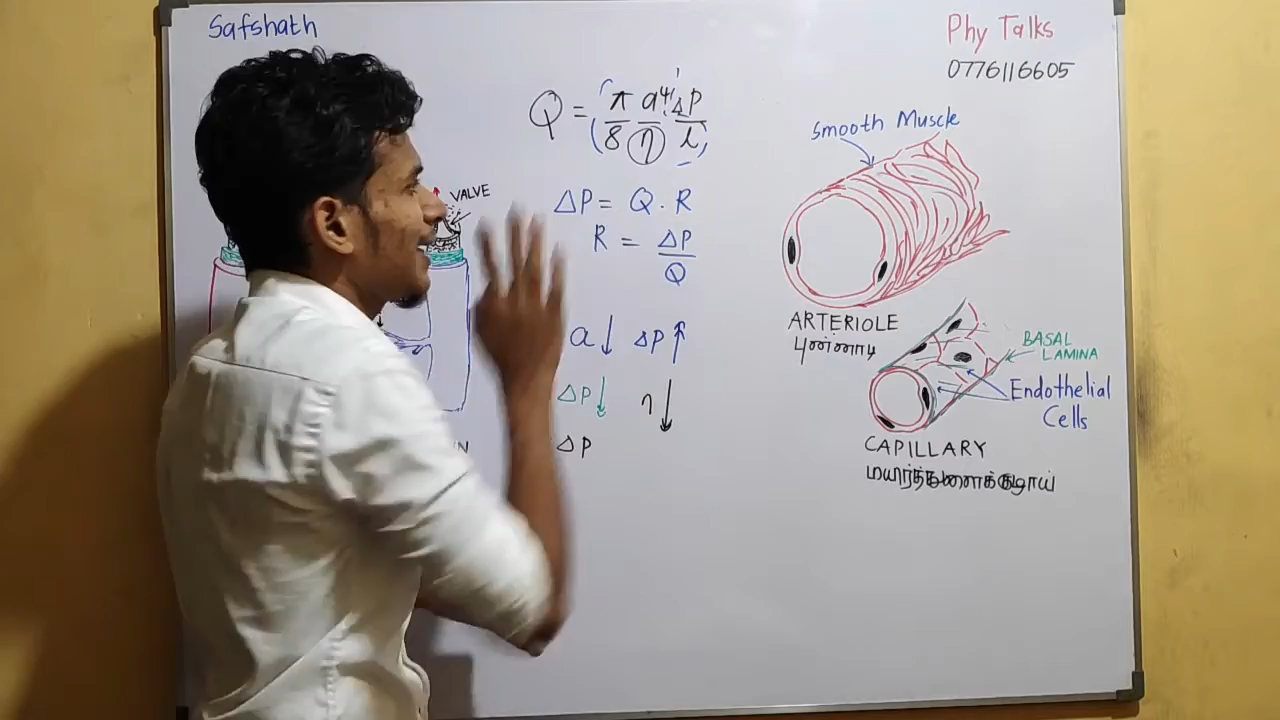 Safshath
Phy Talks
0776116605
Q = (π/8 a⁴/η ΔP/l)
ΔP = Q . R
R = ΔP/Q
a↓ ΔP↑
ΔP↓ η↓
ΔP
VALVE
Smooth Muscle
ARTERIOLE
புன்னாடி
BASAL
LAMINA
Endothelial
Cells
CAPILLARY